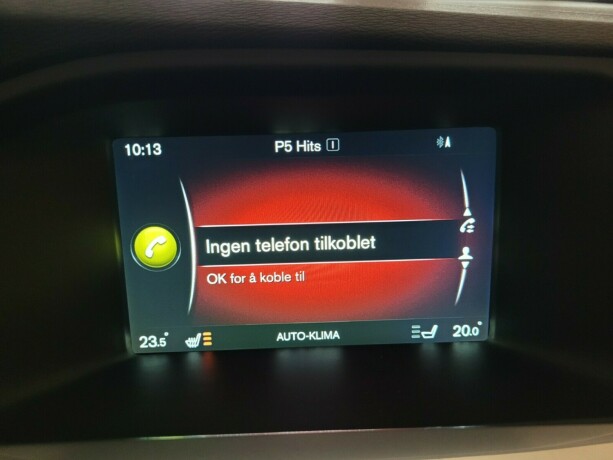 10:13 P5 Hits I A
Ingen telefon tilkoblet
OK for å koble til
23.5° AUTO-KLIMA 20.0°